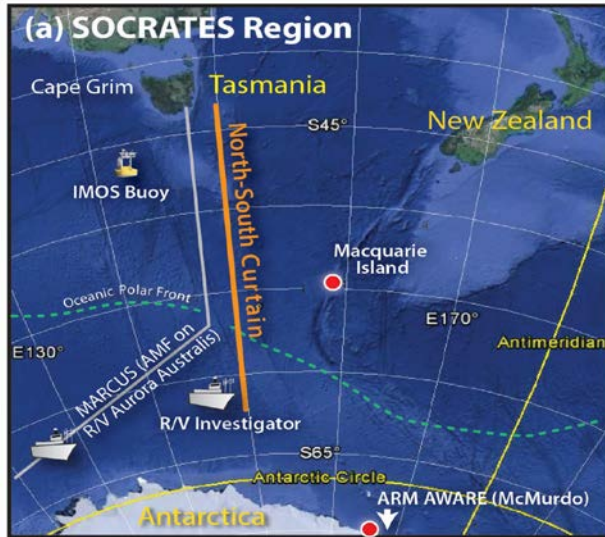 (a) SOCRATES Region
Cape Grim
Tasmania
S45°
New Zealand
IMOS Buoy
North-South Curtain
Macquarie
Island
Oceanic Polar Front
E170°
E130°
Antimeridian
MARCUS (AMF on
R/V Aurora Australis)
R/V Investigator
S65°
Antarctic Circle
ARM AWARE (McMurdo)
Antarctica